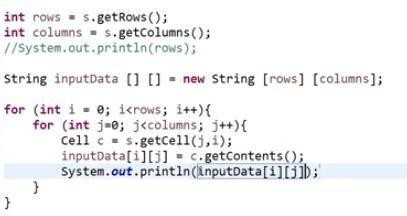 int rows = s.getRows();
int columns = s.getColumns();
//System.out.println(rows);
String inputData [] [] = new String [rows] [columns];
for (int i = 0; i<rows; i++){
for (int j=0; j<columns; j++){
Cell c = s.getCell(j,i);
inputData[i][j] = c.getContents();
System.out.println(inputData[i][j]);
}
}